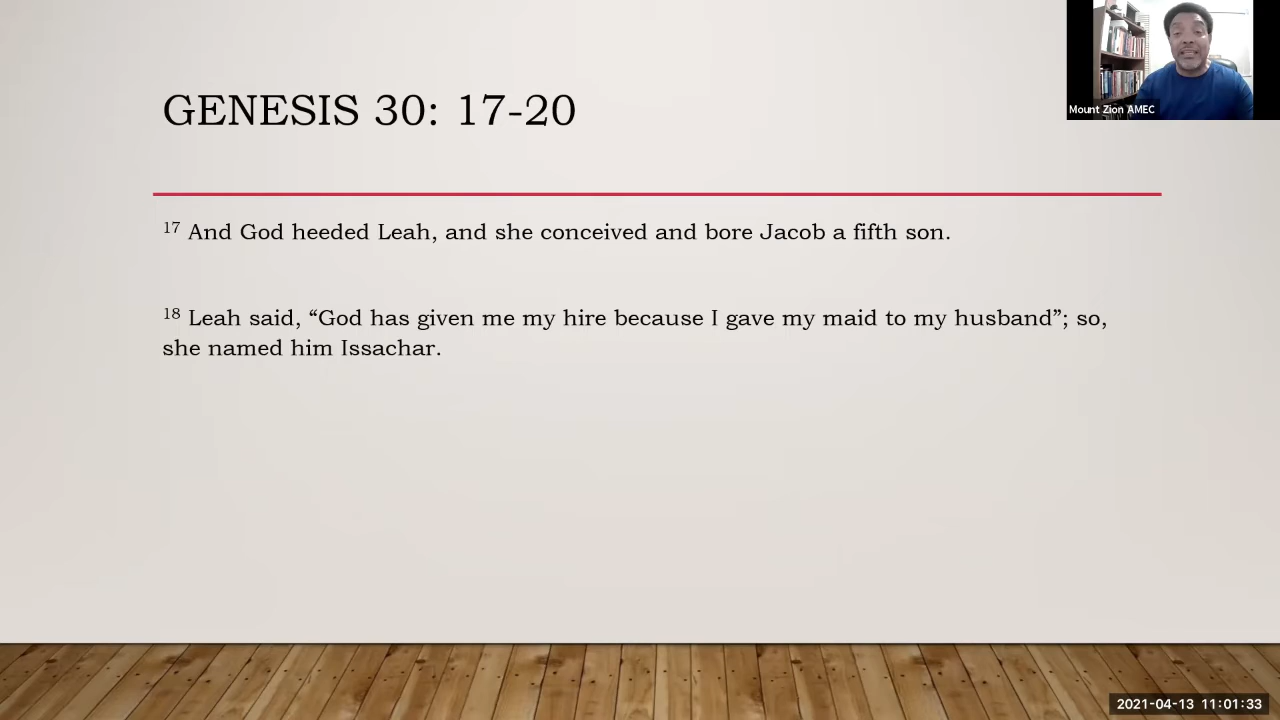 GENESIS 30: 17-20
Mount Zion AMEC
17 And God heeded Leah, and she conceived and bore Jacob a fifth son.
18 Leah said, “God has given me my hire because I gave my maid to my husband”; so,
she named him Issachar.
2021-04-13 11:01:33